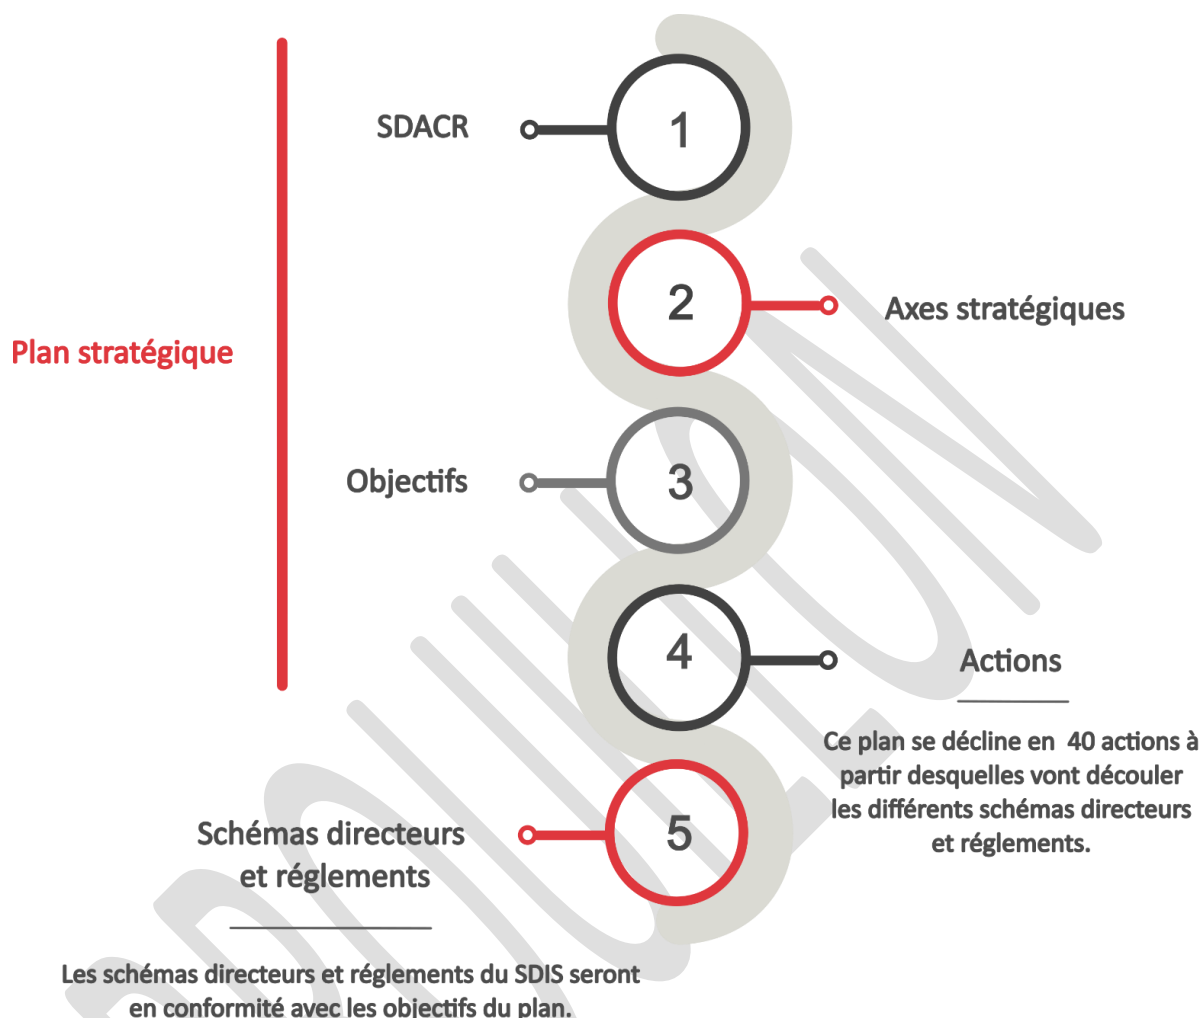 SDACR
1
2
Axes stratégiques
Plan stratégique
Objectifs
3
4
Actions
Ce plan se décline en 40 actions à
partir desquelles vont découler
les différents schémas directeurs
et réglements.
Schémas directeurs
et réglements
5
Les schémas directeurs et réglements du SDIS seront
en conformité avec les objectifs du plan.